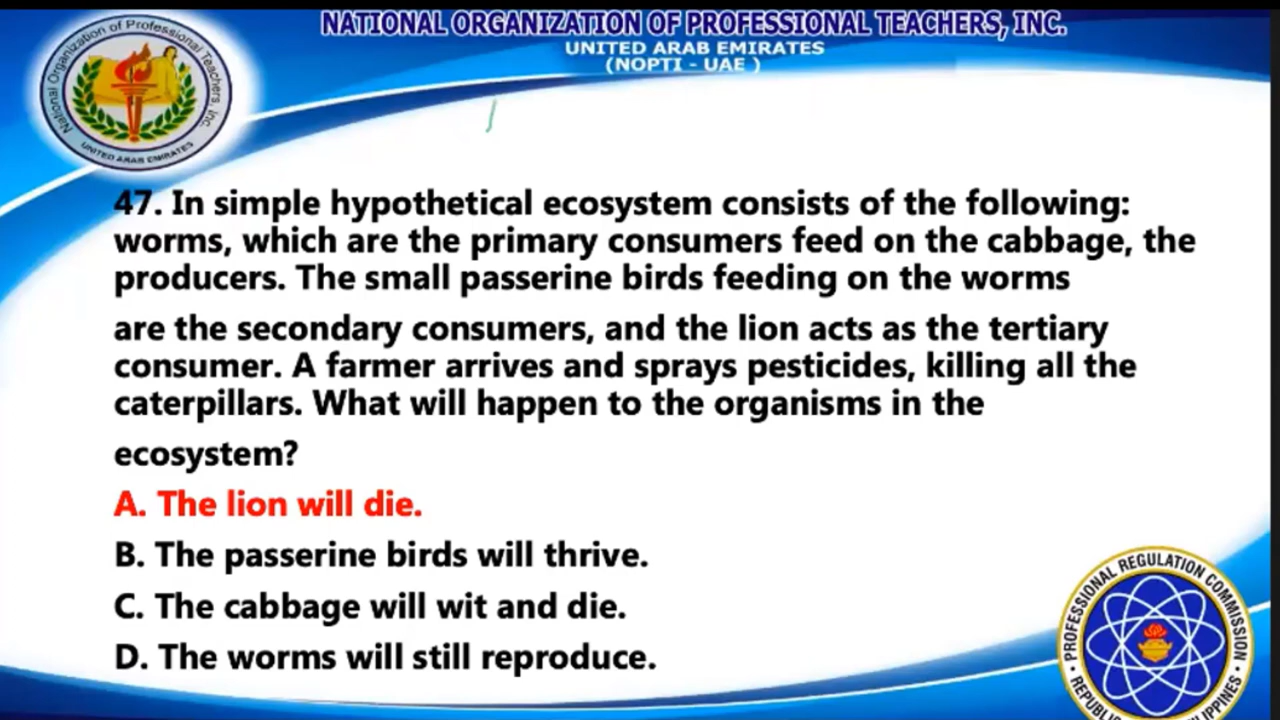 NATIONAL ORGANIZATION OF PROFESSIONAL TEACHERS, INC.
UNITED ARAB EMIRATES
(NOPTI - UAE )
National Organization of Professional Teachers, Inc.
UNITED ARAB EMIRATES
47. In simple hypothetical ecosystem consists of the following:
worms, which are the primary consumers feed on the cabbage, the
producers. The small passerine birds feeding on the worms
are the secondary consumers, and the lion acts as the tertiary
consumer. A farmer arrives and sprays pesticides, killing all the
caterpillars. What will happen to the organisms in the
ecosystem?
A. The lion will die.
B. The passerine birds will thrive.
C. The cabbage will wit and die.
D. The worms will still reproduce.
PROFESSIONAL REGULATION COMMISSION